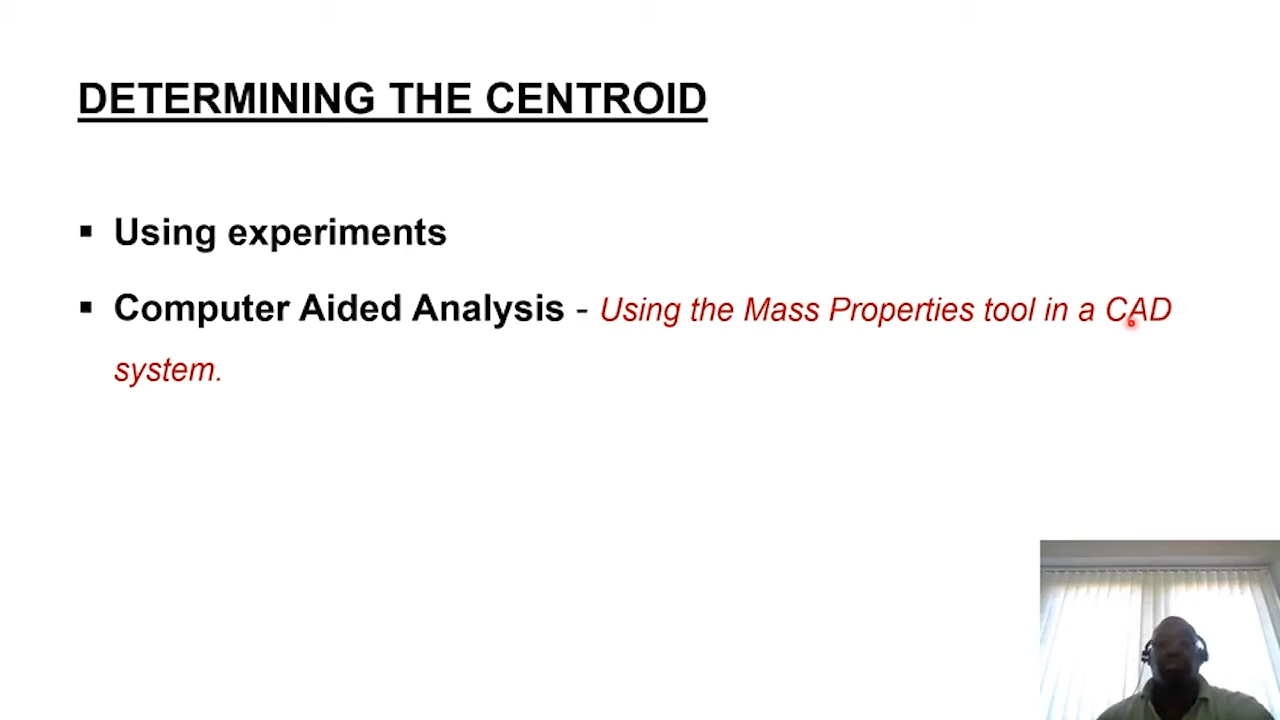 DETERMINING THE CENTROID
▪ Using experiments
▪ Computer Aided Analysis - Using the Mass Properties tool in a CAD
system.